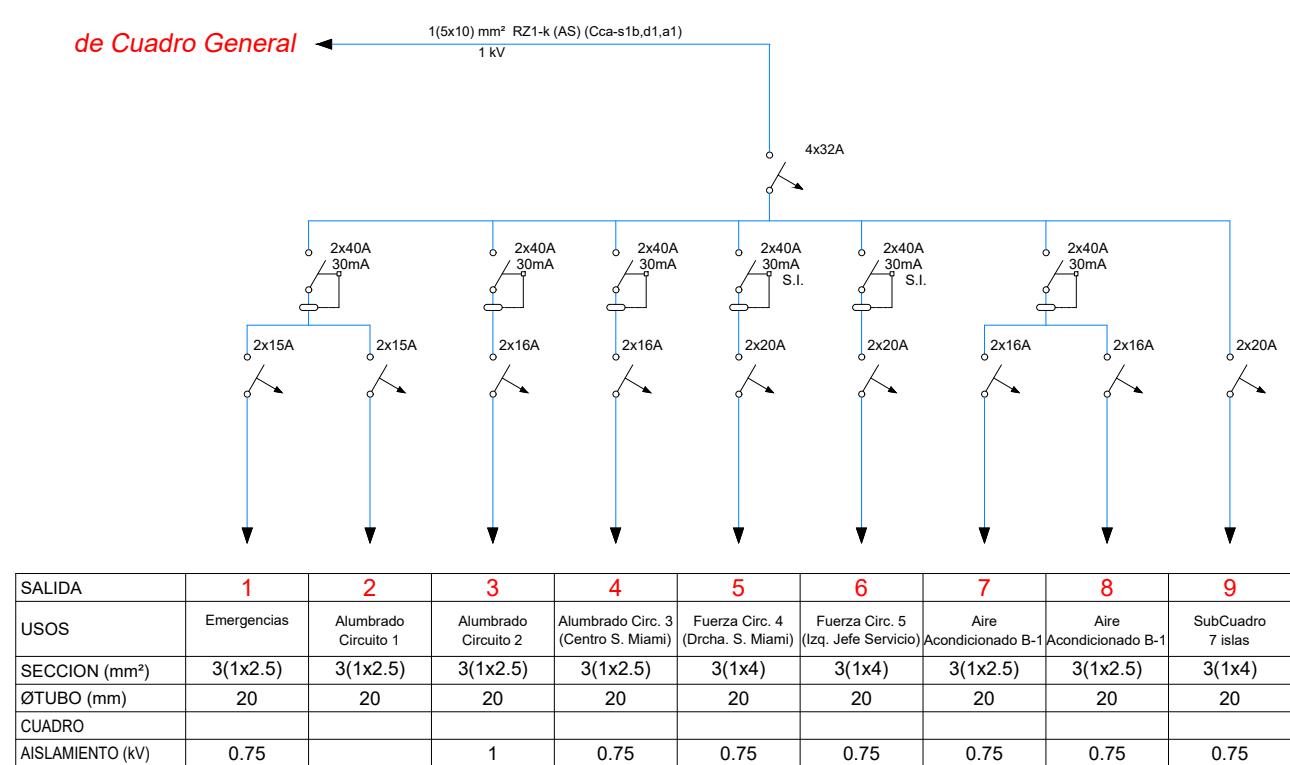 de Cuadro General
1(5x10) mm² RZ1-k (AS) (Cca-s1b,d1,a1)
1 kV
4x32A
2x40A
30mA
2x40A
30mA
2x40A
30mA
2x40A
30mA
S.I.
2x40A
30mA
S.I.
2x40A
30mA
2x15A
2x15A
2x16A
2x16A
2x20A
2x20A
2x16A
2x16A
2x20A
SALIDA 1 2 3 4 5 6 7 8 9
USOS
Emergencias
Alumbrado
Circuito 1
Alumbrado
Circuito 2
Alumbrado Circ. 3
(Centro S. Miami)
Fuerza Circ. 4
(Drcha. S. Miami)
Fuerza Circ. 5
(Izq. Jefe Servicio)
Aire
Acondicionado B-1
Aire
Acondicionado B-1
SubCuadro
7 islas
SECCION (mm²) 3(1x2.5) 3(1x2.5) 3(1x2.5) 3(1x2.5) 3(1x4) 3(1x4) 3(1x2.5) 3(1x2.5) 3(1x4)
ØTUBO (mm) 20 20 20 20 20 20 20 20 20
CUADRO
AISLAMIENTO (kV) 0.75 1 0.75 0.75 0.75 0.75 0.75 0.75